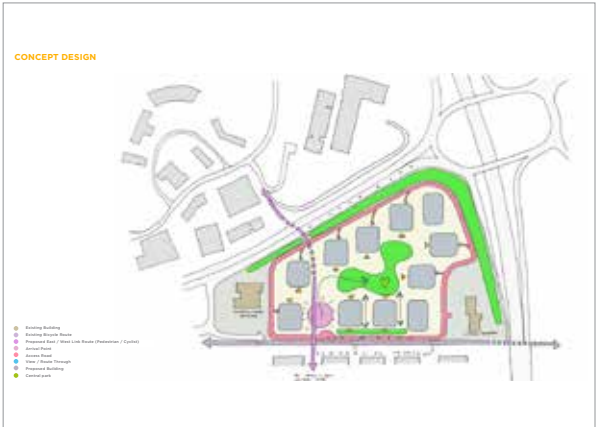 CONCEPT DESIGN
Existing Building
Existing Bicycle Route
Proposed East / West Link Route (Pedestrian / Cyclist)
Arrival Point
Access Road
View / Route Through
Proposed Building
Central park